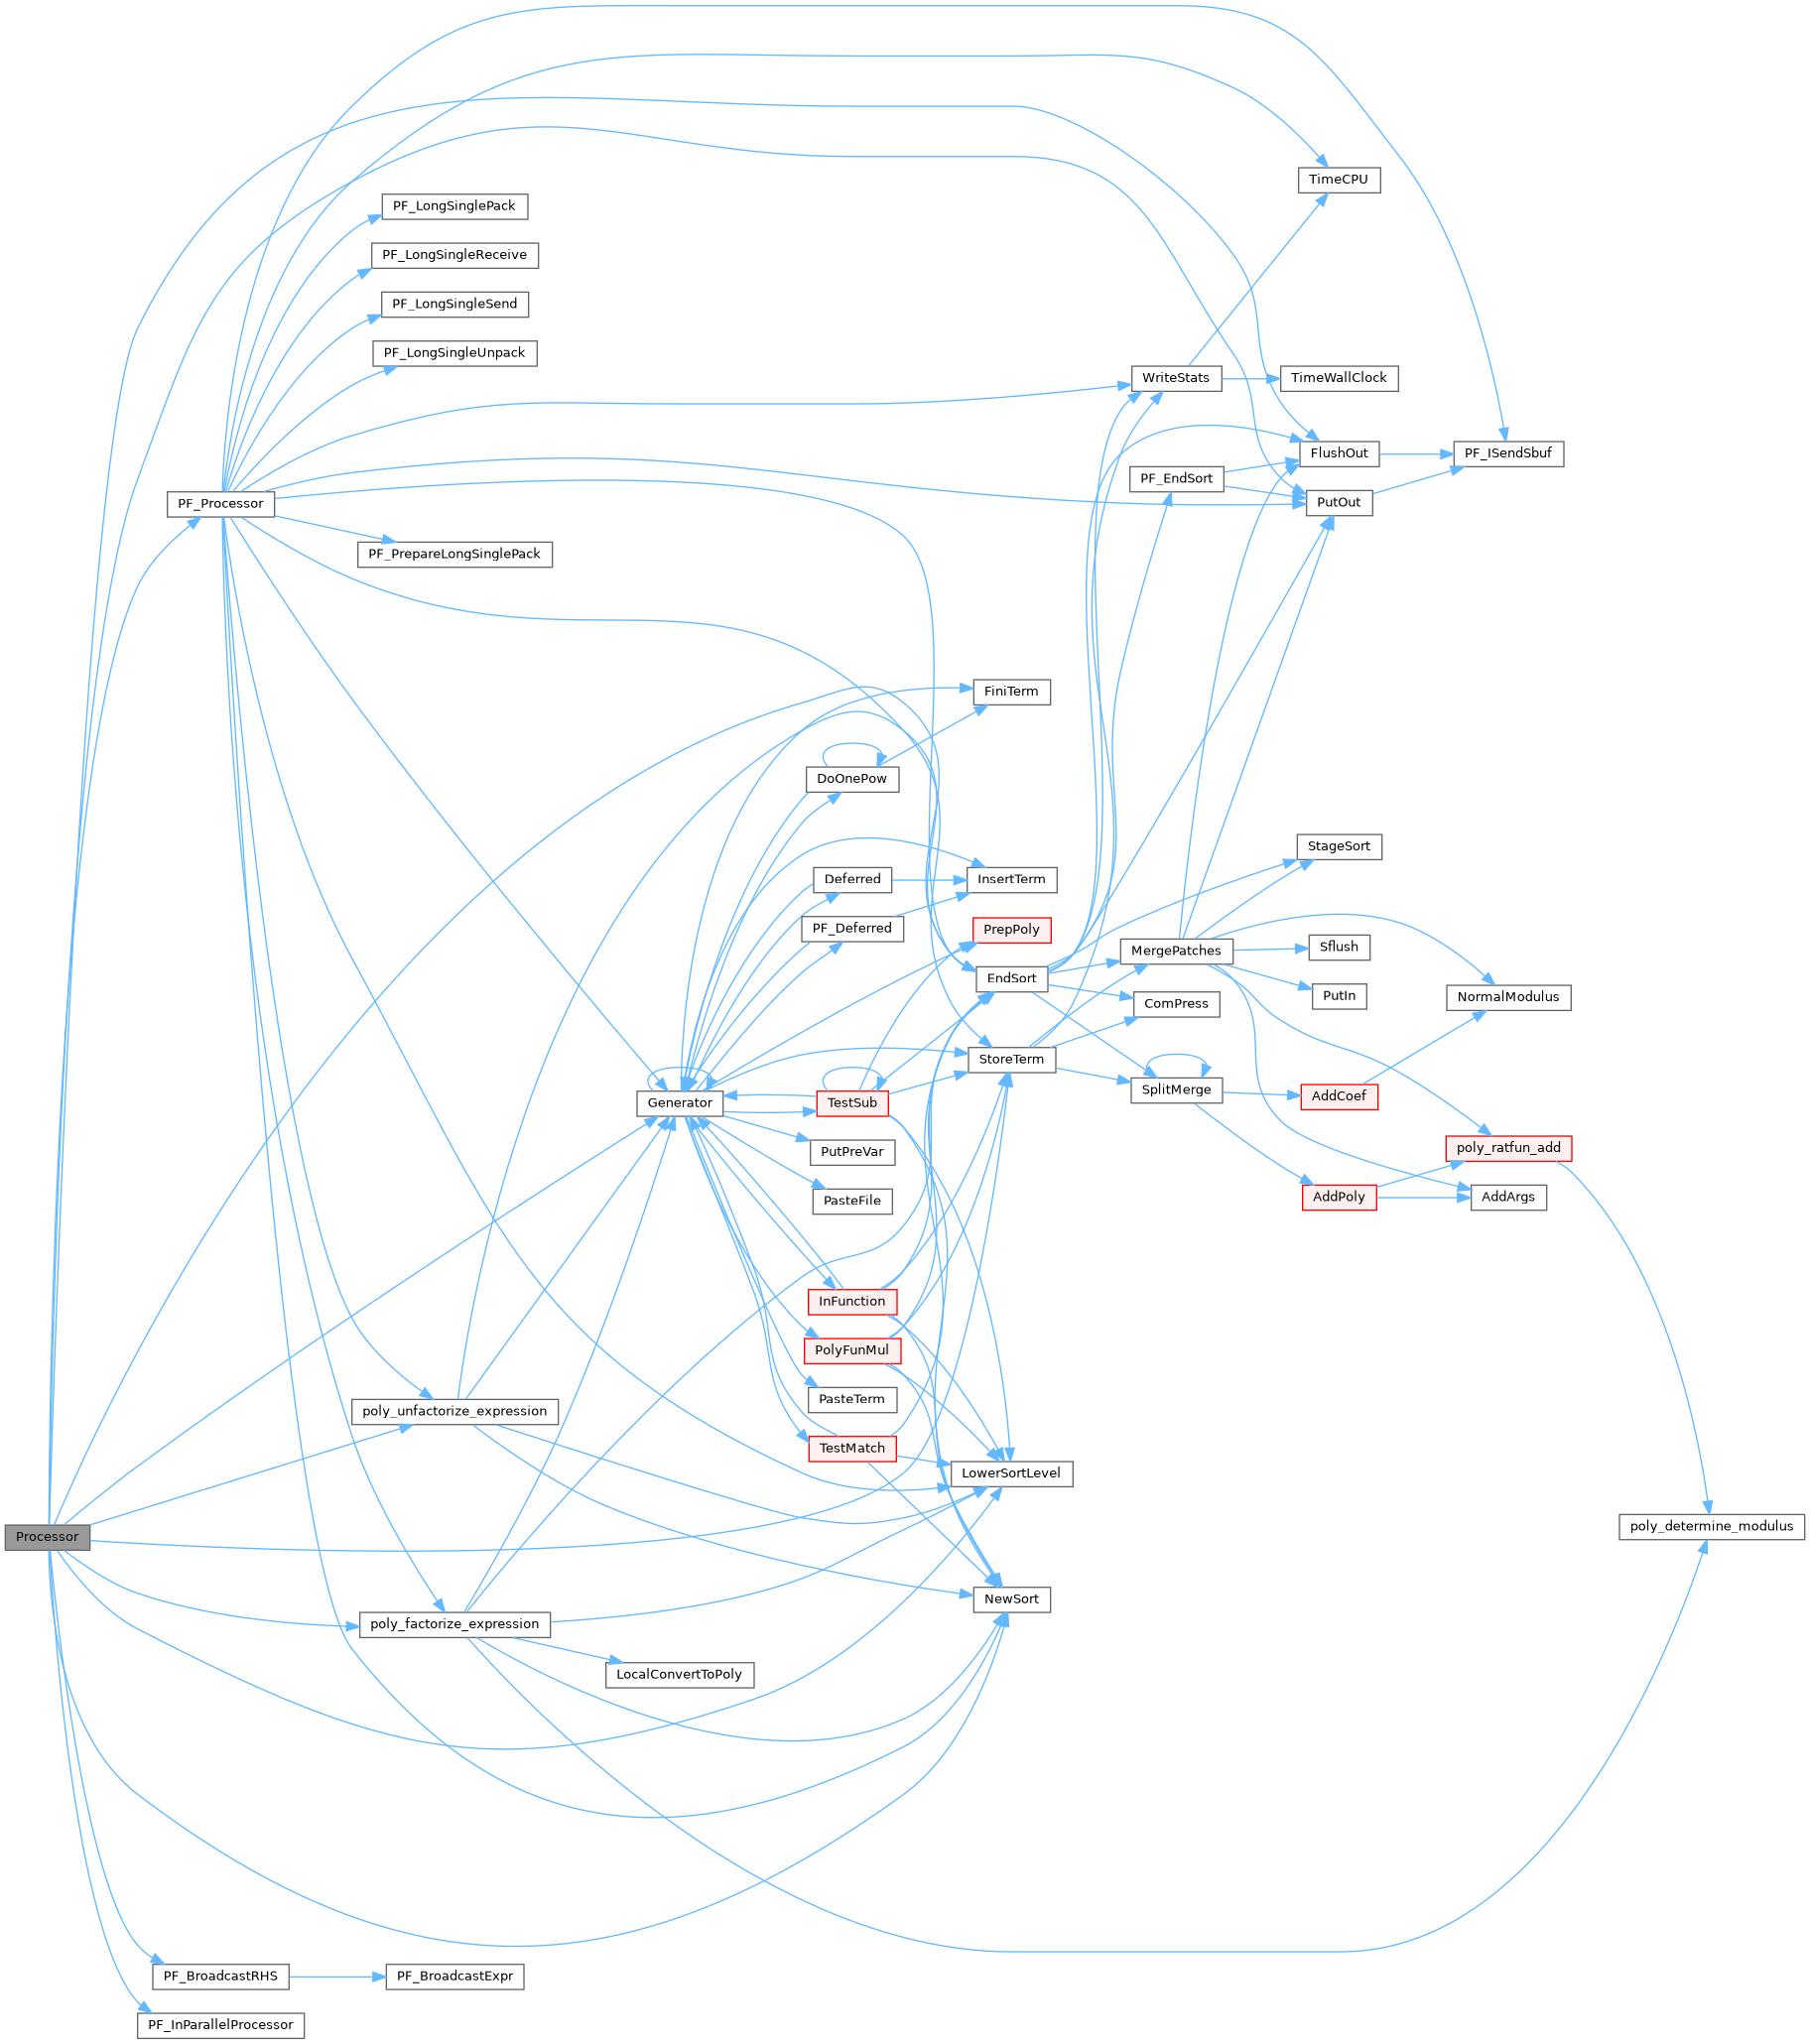 TimeCPU
PF_LongSinglePack
PF_LongSingleReceive
PF_LongSingleSend
PF_LongSingleUnpack
WriteStats
TimeWallClock
FlushOut
PF_ISendSbuf
PF_EndSort
PF_Processor
PutOut
PF_PrepareLongSinglePack
FiniTerm
DoOnePow
StageSort
Deferred
InsertTerm
PF_Deferred
PrepPoly
MergePatches
Sflush
EndSort
PutIn
NormalModulus
ComPress
StoreTerm
SplitMerge
AddCoef
Generator
TestSub
poly_ratfun_add
PutPreVar
AddPoly
AddArgs
PasteFile
InFunction
PolyFunMul
PasteTerm
poly_unfactorize_expression
TestMatch
LowerSortLevel
poly_determine_modulus
Processor
NewSort
poly_factorize_expression
LocalConvertToPoly
PF_BroadcastRHS
PF_BroadcastExpr
PF_InParallelProcessor